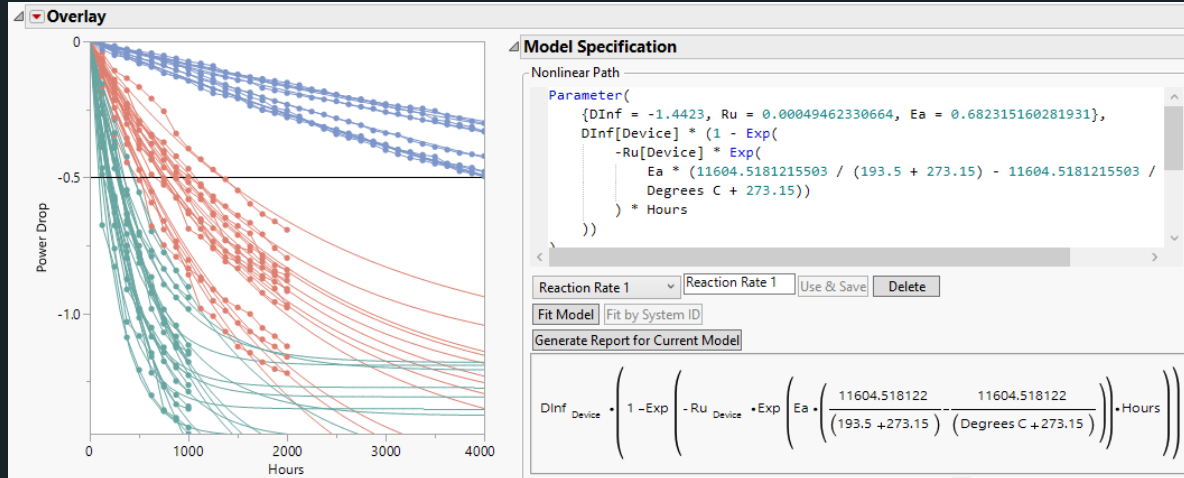 Overlay
0
-0.5
-1.0
Power Drop
0
1000
2000
3000
4000
Hours
Model Specification
Nonlinear Path
Parameter(
{DInf = -1.4423, Ru = 0.00049462330664, Ea = 0.682315160281931},
DInf[Device] * (1 - Exp(
-Ru[Device] * Exp(
Ea * (11604.5181215503 / (193.5 + 273.15) - 11604.5181215503 /
Degrees C + 273.15))
) * Hours
))
)
Reaction Rate 1
Reaction Rate 1
Use & Save
Delete
Fit Model
Fit by System ID
Generate Report for Current Model
DInf Device • (1 - Exp (- Ru Device • Exp (Ea • (11604.518122 / (193.5 + 273.15) - 11604.518122 / (Degrees C + 273.15))) • Hours))